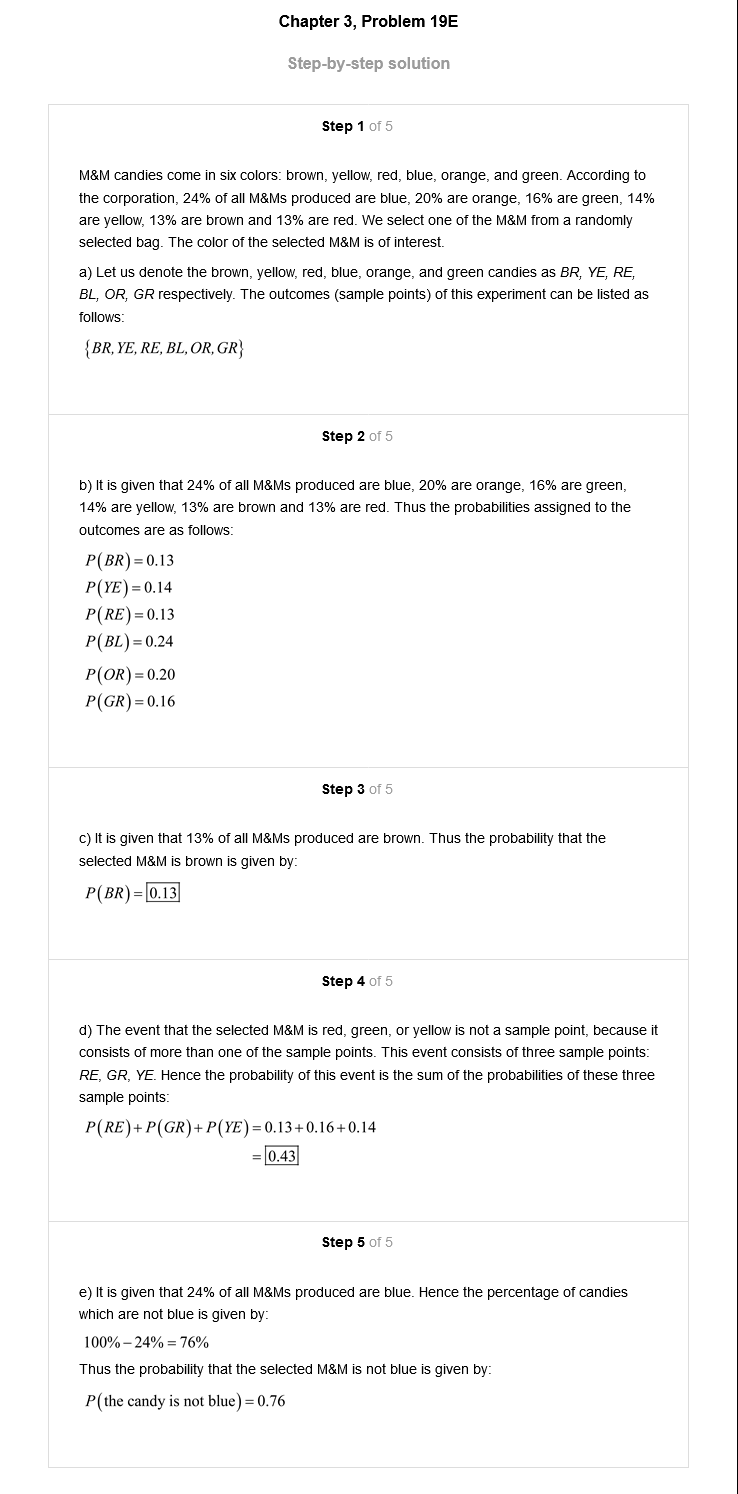 Chapter 3, Problem 19E
Step-by-step solution
Step 1 of 5
M&M candies come in six colors: brown, yellow, red, blue, orange, and green. According to
the corporation, 24% of all M&Ms produced are blue, 20% are orange, 16% are green, 14%
are yellow, 13% are brown and 13% are red. We select one of the M&M from a randomly
selected bag. The color of the selected M&M is of interest.
a) Let us denote the brown, yellow, red, blue, orange, and green candies as BR, YE, RE,
BL, OR, GR respectively. The outcomes (sample points) of this experiment can be listed as
follows:
{BR, YE, RE, BL, OR, GR}
Step 2 of 5
b) It is given that 24% of all M&Ms produced are blue, 20% are orange, 16% are green,
14% are yellow, 13% are brown and 13% are red. Thus the probabilities assigned to the
outcomes are as follows:
P(BR) = 0.13
P(YE) = 0.14
P(RE) = 0.13
P(BL) = 0.24
P(OR) = 0.20
P(GR) = 0.16
Step 3 of 5
c) It is given that 13% of all M&Ms produced are brown. Thus the probability that the
selected M&M is brown is given by:
P(BR) = 0.13
Step 4 of 5
d) The event that the selected M&M is red, green, or yellow is not a sample point, because it
consists of more than one of the sample points. This event consists of three sample points:
RE, GR, YE. Hence the probability of this event is the sum of the probabilities of these three
sample points:
P(RE) + P(GR) + P(YE) = 0.13 + 0.16 + 0.14
= 0.43
Step 5 of 5
e) It is given that 24% of all M&Ms produced are blue. Hence the percentage of candies
which are not blue is given by:
100% – 24% = 76%
Thus the probability that the selected M&M is not blue is given by:
P(the candy is not blue) = 0.76